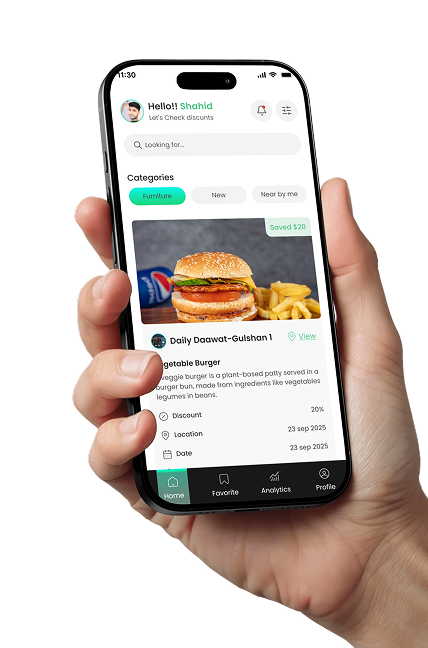 11:30
Hello!! Shahid
Let's Check discunts
Looking for...
Categories
Furniture
New
Near by me
Saved $20
Daily Daawat-Gulshan 1
View
getable Burger
veggie burger is a plant-based patty served in a
burger bun, made from ingredients like vegetables
legumes in beans.
Discount
20%
Location
23 sep 2025
Date
23 sep 2025
Home
Favorite
Analytics
Profile